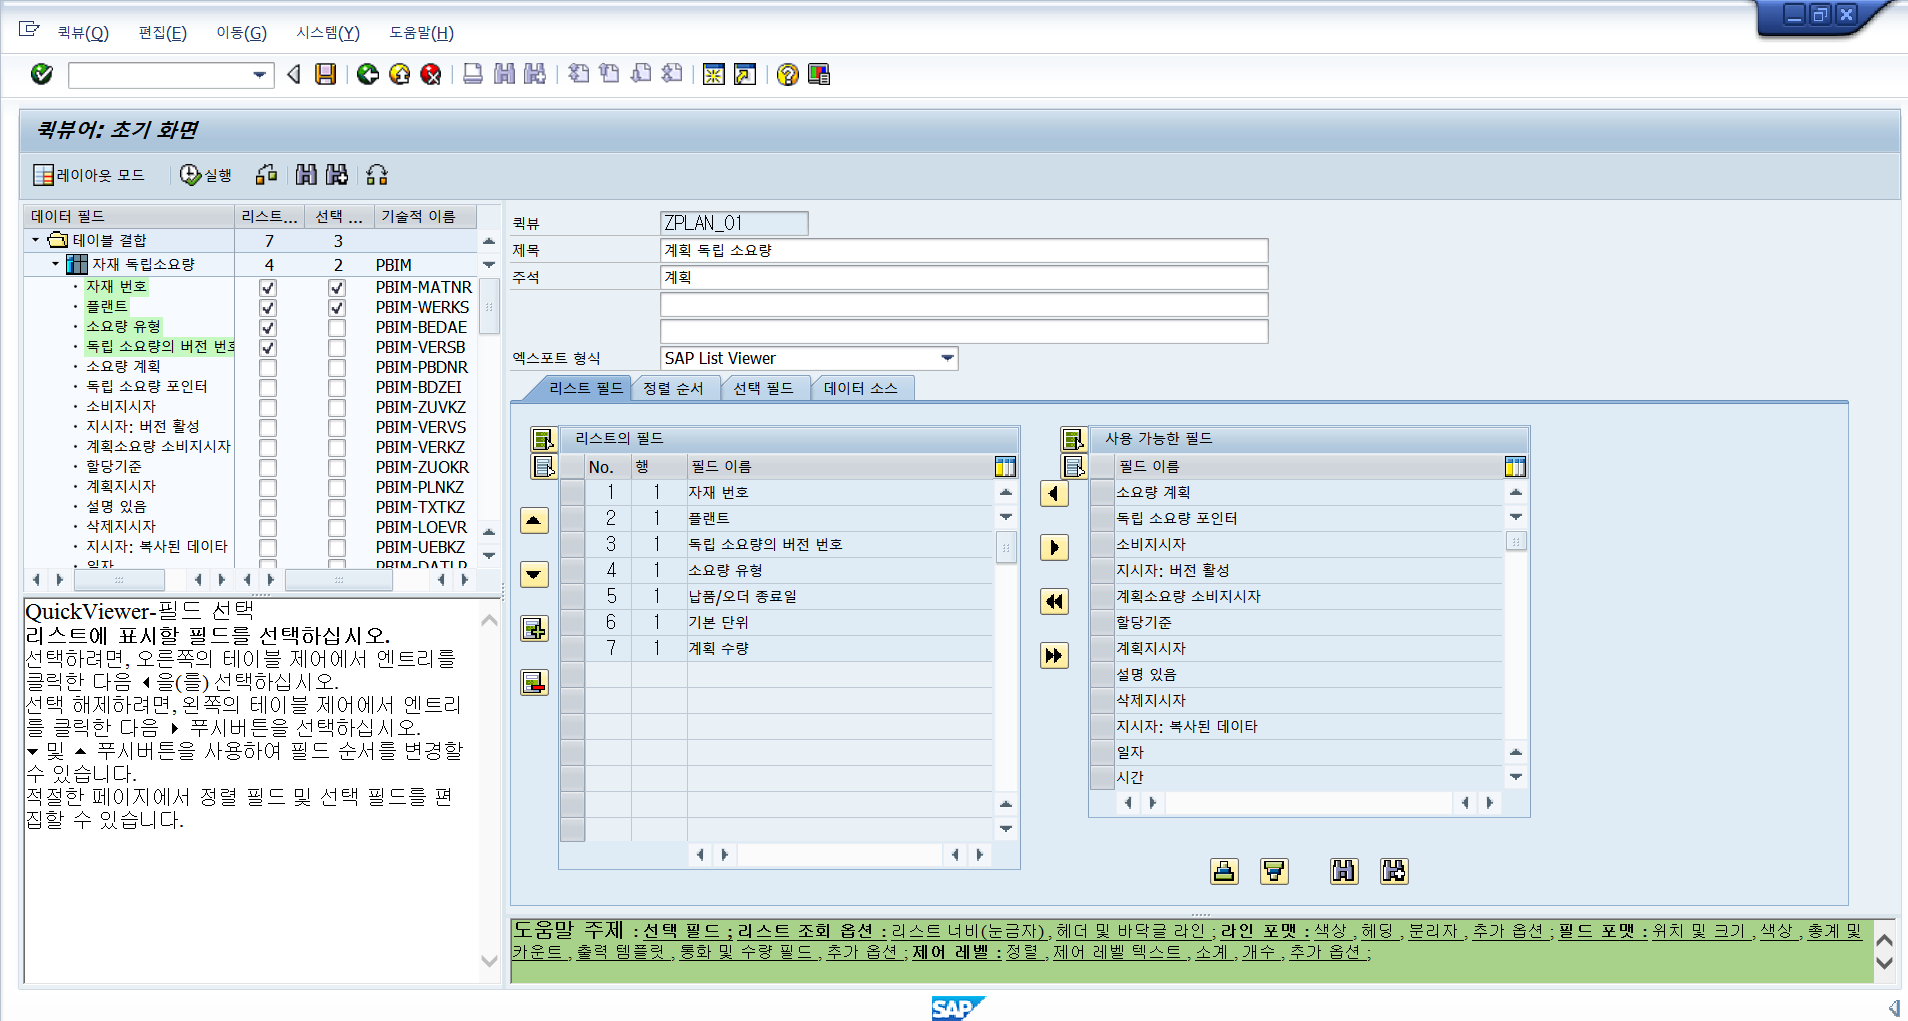 퀵뷰(Q) 편집(E) 이동(G) 시스템(Y) 도움말(H)
퀵뷰어: 초기 화면
레이아웃 모드 실행
데이터 필드 리스트... 선택 ... 기술적 이름
테이블 결합 7 3
자재 독립소요량 4 2 PBIM
자재 번호 PBIM-MATNR
플랜트 PBIM-WERKS
소요량 유형 PBIM-BEDAE
독립 소요량의 버전 번호 PBIM-VERSB
소요량 계획 PBIM-PBDNR
독립 소요량 포인터 PBIM-BDZEI
소비지시자 PBIM-ZUVKZ
지시자: 버전 활성 PBIM-VERVS
계획소요량 소비지시자 PBIM-VERKZ
할당기준 PBIM-ZUOKR
계획지시자 PBIM-PLNKZ
설명 있음 PBIM-TXTKZ
삭제지시자 PBIM-LOEVR
지시자: 복사된 데이타 PBIM-UEBKZ
일자 PBIM-DATLP
QuickViewer-필드 선택
리스트에 표시할 필드를 선택하십시오.
선택하려면, 오른쪽의 테이블 제어에서 엔트리를
클릭한 다음 을(를) 선택하십시오.
선택 해제하려면, 왼쪽의 테이블 제어에서 엔트리
를 클릭한 다음 푸시버튼을 선택하십시오.
및 푸시버튼을 사용하여 필드 순서를 변경할
수 있습니다.
적절한 페이지에서 정렬 필드 및 선택 필드를 편
집할 수 있습니다.
퀵뷰 ZPLAN_01
제목 계획 독립 소요량
주석 계획
엑스포트 형식 SAP List Viewer
리스트 필드 정렬 순서 선택 필드 데이터 소스
리스트의 필드
No. 행 필드 이름
1 1 자재 번호
2 1 플랜트
3 1 독립 소요량의 버전 번호
4 1 소요량 유형
5 1 납품/오더 종료일
6 1 기본 단위
7 1 계획 수량
사용 가능한 필드
필드 이름
소요량 계획
독립 소요량 포인터
소비지시자
지시자: 버전 활성
계획소요량 소비지시자
할당기준
계획지시자
설명 있음
삭제지시자
지시자: 복사된 데이타
일자
시간
도움말 주제 : 선택 필드 ; 리스트 조회 옵션 : 리스트 너비(눈금자) , 헤더 및 바닥글 라인 ; 라인 포맷 : 색상 , 헤딩 , 분리자 , 추가 옵션 ; 필드 포맷 : 위치 및 크기 , 색상 , 총계 및
카운트 , 출력 템플릿 , 통화 및 수량 필드 , 추가 옵션 ; 제어 레벨 : 정렬 , 제어 레벨 텍스트 , 소계 , 개수 , 추가 옵션 ;
SAP